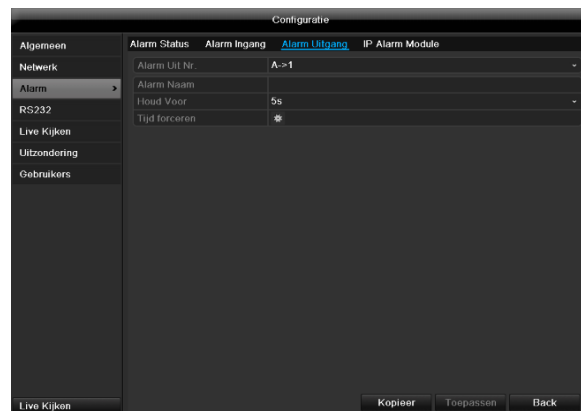 Configuratie
Algemeen
Netwerk
Alarm
RS232
Live Kijken
Uitzondering
Gebruikers
Live Kijken
Alarm Status Alarm Ingang Alarm Uitgang IP Alarm Module
Alarm Uit Nr. A->1
Alarm Naam
Houd Voor 5s
Tijd forceren
Kopieer Toepassen Back